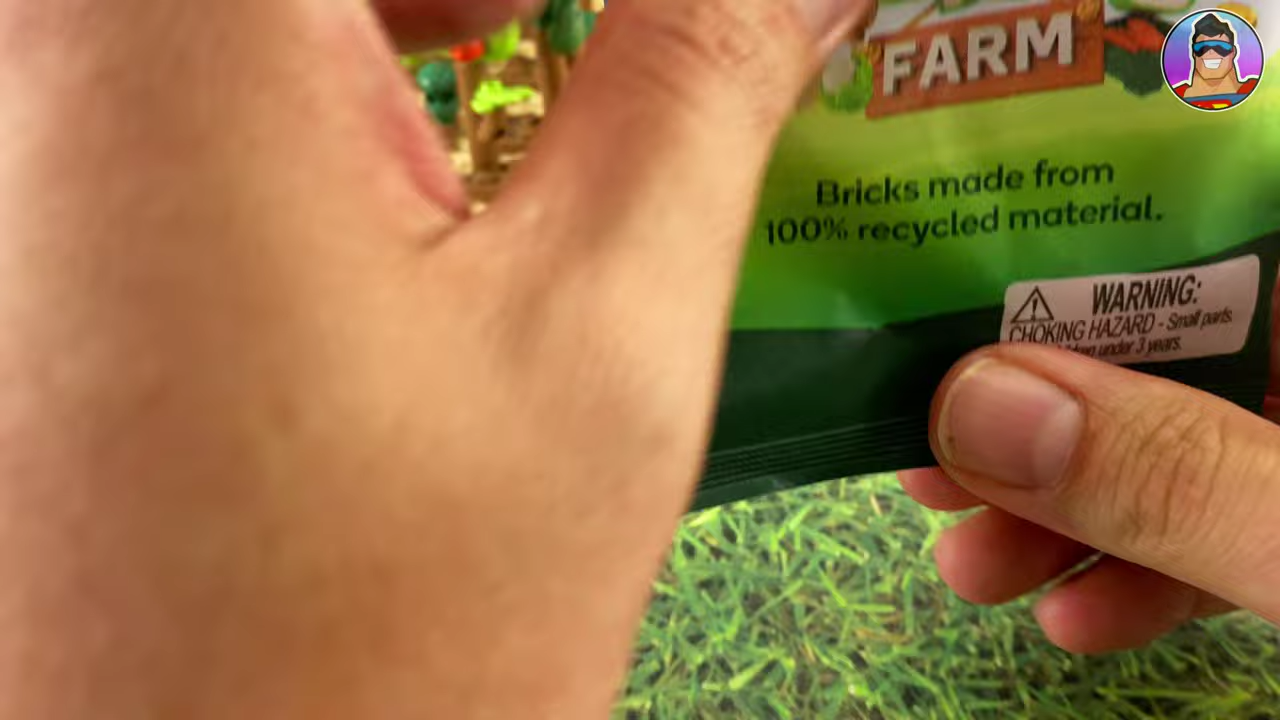 FARM
Bricks made from
100% recycled material.
WARNING:
CHOKING HAZARD - Small parts.
under 3 years.